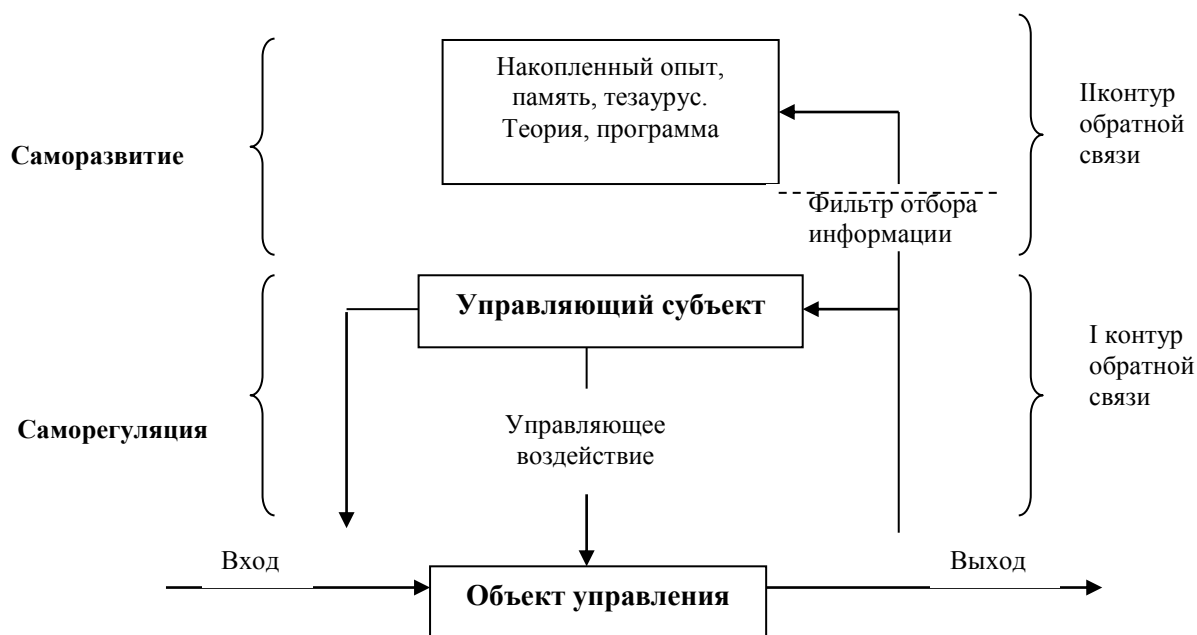 Накопленный опыт,
память, тезаурус.
Теория, программа
IIконтур
обратной
связи
Саморазвитие
Фильтр отбора
информации
Управляющий субъект
I контур
обратной
связи
Саморегуляция
Управляющее
воздействие
Вход
Выход
Объект управления